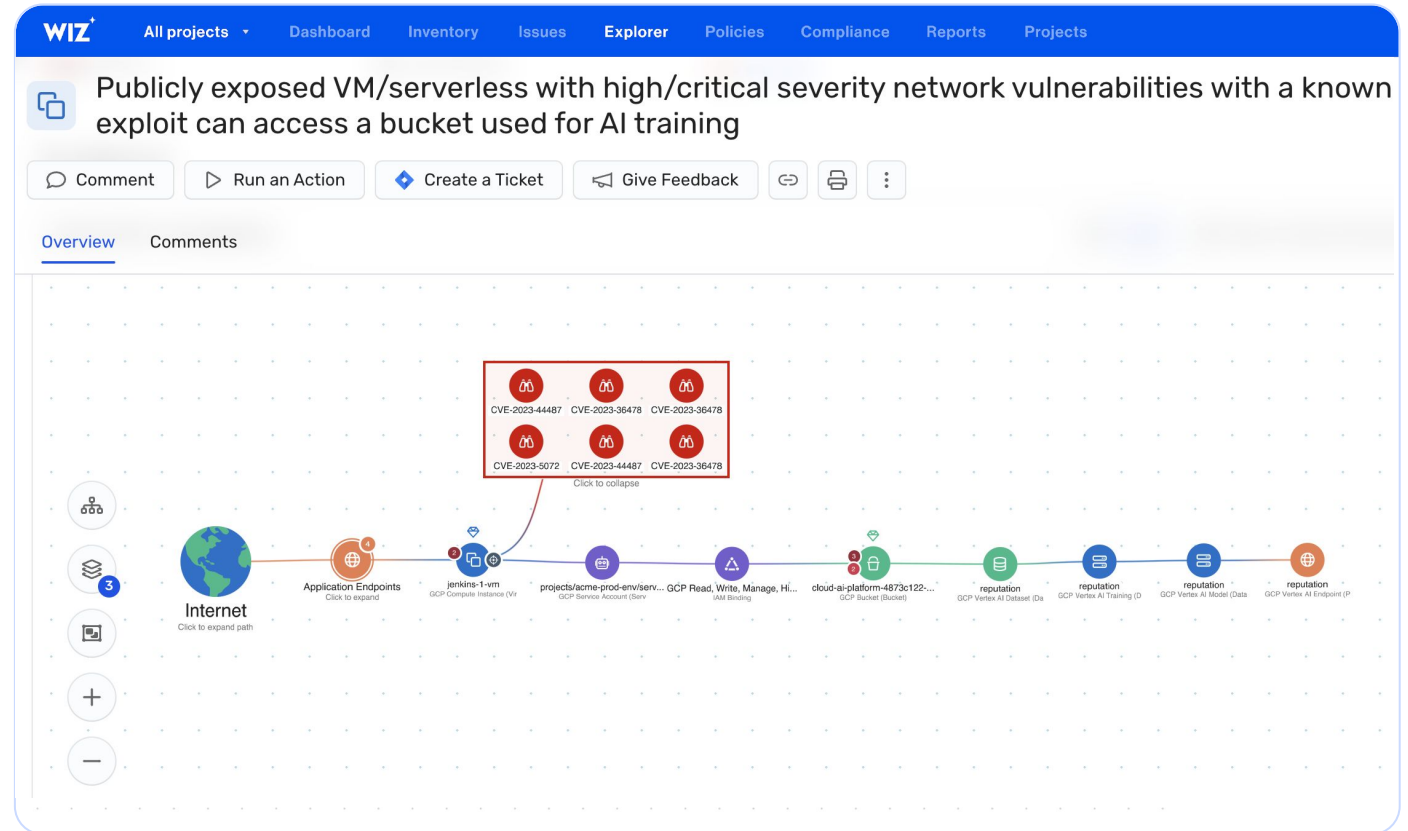 WIZ All projects Dashboard Inventory Issues Explorer Policies Compliance Reports Projects
Publicly exposed VM/serverless with high/critical severity network vulnerabilities with a known
exploit can access a bucket used for AI training
Comment Run an Action Create a Ticket Give Feedback
Overview Comments
CVE-2023-44487 CVE-2023-36478 CVE-2023-36478
CVE-2023-5072 CVE-2023-44487 CVE-2023-36478
Click to collapse
3
Internet
Click to expand path
4
Application Endpoints
Click to expand
2
jenkins-1-vm
GCP Compute Instance (Vir
projects/acme-prod-env/serv...
GCP Service Account (Serv
GCP Read, Write, Manage, Hi...
IAM Binding
3
2
cloud-ai-platform-4873c122-...
GCP Bucket (Bucket)
reputation
GCP Vertex AI Dataset (Da
reputation
GCP Vertex AI Training (D
reputation
GCP Vertex AI Model (Data
reputation
GCP Vertex AI Endpoint (P